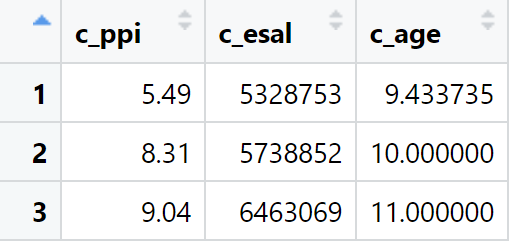 c_ppi c_esal c_age
1 5.49 5328753 9.433735
2 8.31 5738852 10.000000
3 9.04 6463069 11.000000